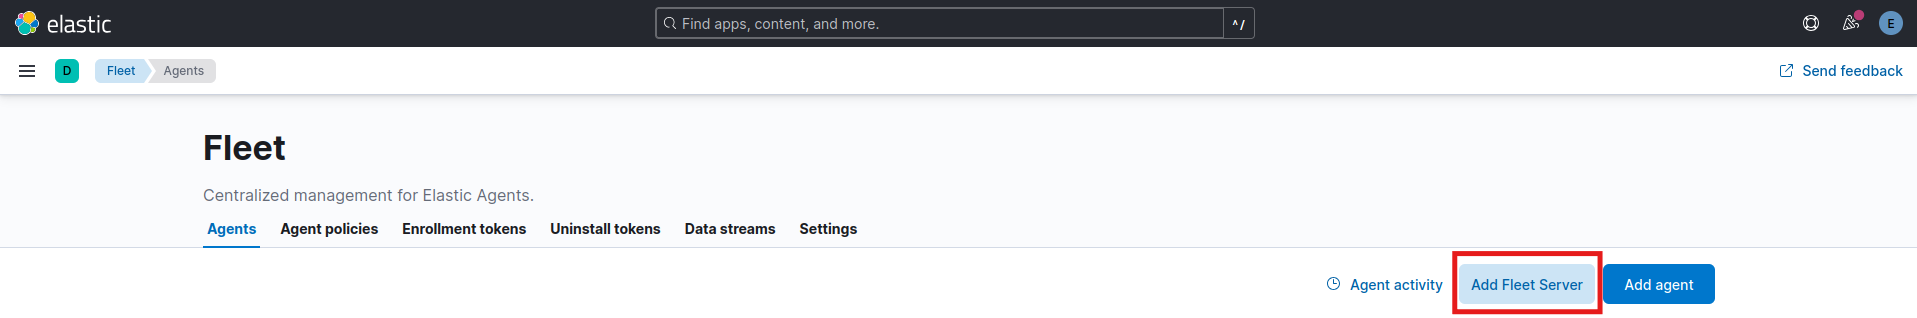 elastic
Find apps, content, and more.
^/
E
D
Fleet
Agents
Send feedback
Fleet
Centralized management for Elastic Agents.
Agents
Agent policies
Enrollment tokens
Uninstall tokens
Data streams
Settings
Agent activity
Add Fleet Server
Add agent